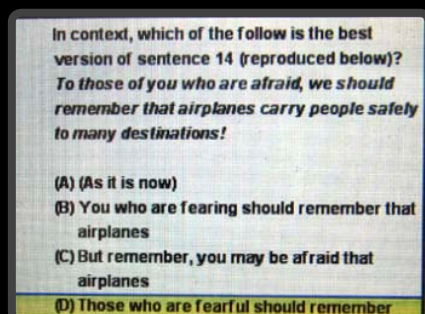 In context, which of the follow is the best
version of sentence 14 (reproduced below)?
To those of you who are afraid, we should
remember that airplanes carry people safely
to many destinations!
(A) (As it is now)
(B) You who are fearing should remember that
airplanes
(C) But remember, you may be afraid that
airplanes
(D) Those who are fearful should remember